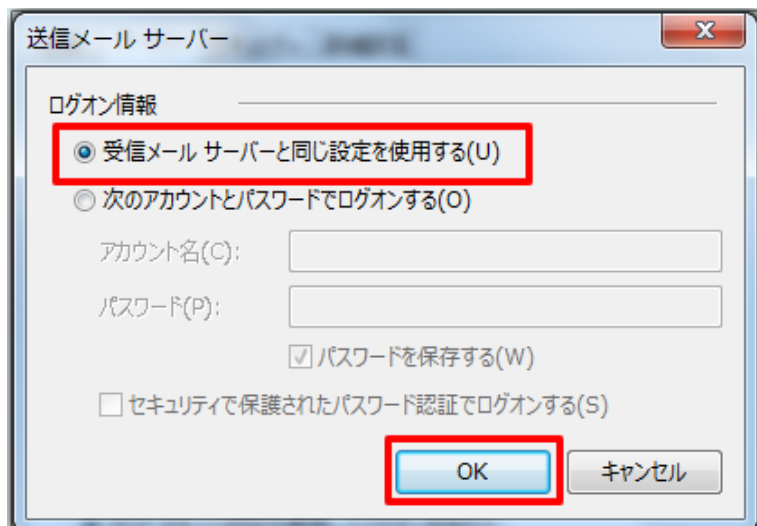 送信メール サーバー
ログオン情報
受信メール サーバーと同じ設定を使用する(U)
次のアカウントとパスワードでログオンする(O)
アカウント名(C):
パスワード(P):
パスワードを保存する(W)
セキュリティで保護されたパスワード認証でログオンする(S)
OK キャンセル